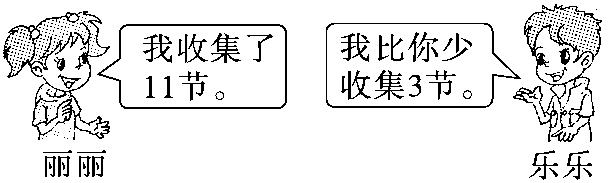 我收集了
11节。
我比你少
收集3节。
丽丽
乐乐